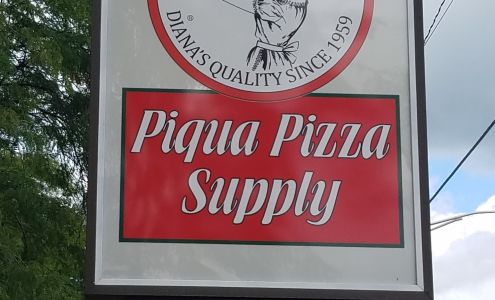 ® DIANA'S QUALITY SINCE 1959
Piqua Pizza
Supply